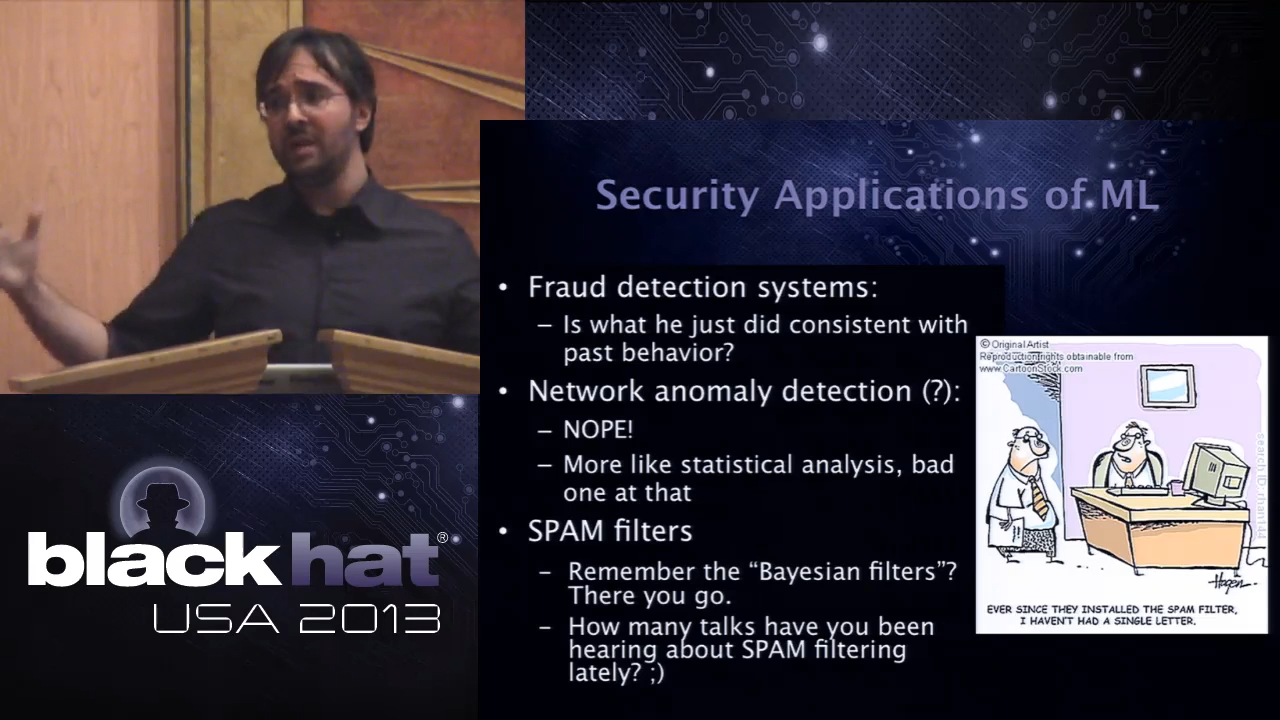 Security Applications of ML
• Fraud detection systems:
– Is what he just did consistent with
past behavior?
• Network anomaly detection (?):
– NOPE!
– More like statistical analysis, bad
one at that
• SPAM filters
– Remember the “Bayesian filters”?
There you go.
– How many talks have you been
hearing about SPAM filtering
lately? ;)
© Original Artist
Reproduction rights obtainable from
www.CartoonStock.com
Hagen
EVER SINCE THEY INSTALLED THE SPAM FILTER,
I HAVEN'T HAD A SINGLE LETTER.
black hat®
USA 2013